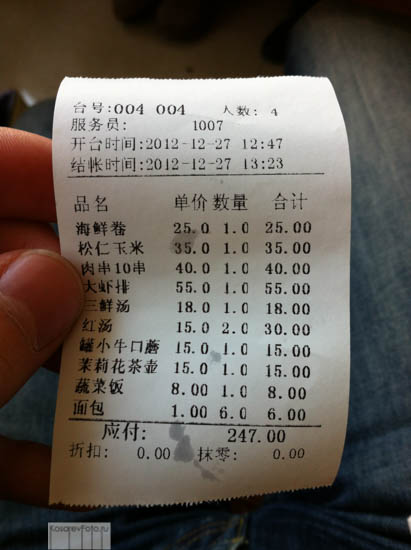 台号:004 004 人数: 4
服务员: 1007
开台时间:2012-12-27 12:47
结帐时间:2012-12-27 13:23
品名 单价 数量 合计
海鲜卷 25.0 1.0 25.00
松仁玉米 35.0 1.0 35.00
肉串10串 40.0 1.0 40.00
大虾排 55.0 1.0 55.00
三鲜汤 18.0 1.0 18.00
红汤 15.0 2.0 30.00
罐小牛口蘑 15.0 1.0 15.00
茉莉花茶壶 15.0 1.0 15.00
蔬菜饭 8.00 1.0 8.00
面包 1.00 6.0 6.00
应付: 247.00
折扣: 0.00 抹零: 0.00
KosarevFoto.ru